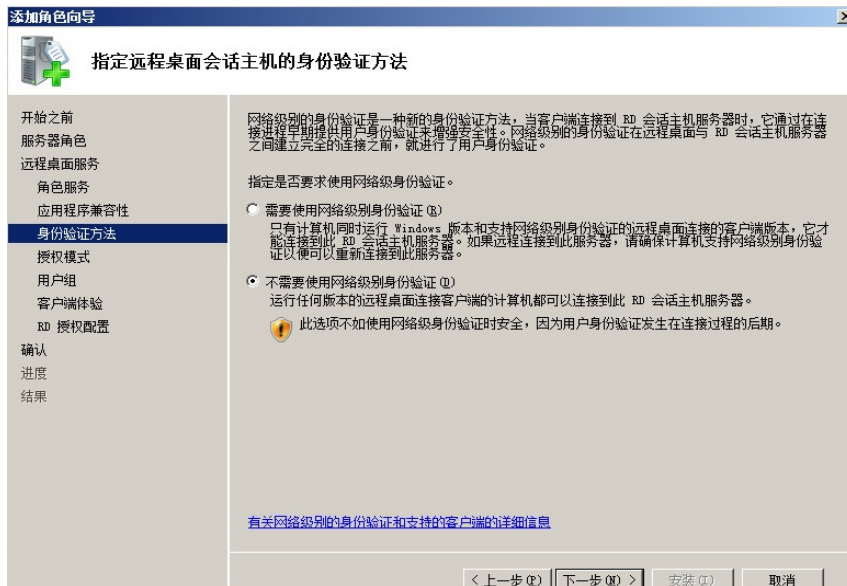 添加角色向导
指定远程桌面会话主机的身份验证方法
开始之前
服务器角色
远程桌面服务
角色服务
应用程序兼容性
身份验证方法
授权模式
用户组
客户端体验
RD 授权配置
确认
进度
结果
网络级别的身份验证是一种新的身份验证方法，当客户端连接到 RD 会话主机服务器时，它通过在连
接进程早期提供用户身份验证来增强安全性。网络级别的身份验证在远程桌面与 RD 会话主机服务器
之间建立完全的连接之前，就进行了用户身份验证。
指定是否要求使用网络级身份验证。
需要使用网络级别身份验证(R)
只有计算机同时运行 Windows 版本和支持网络级别身份验证的远程桌面连接的客户端版本，它才
能连接到此 RD 会话主机服务器。如果远程连接到此服务器，请确保计算机支持网络级别身份验
证以便可以重新连接到此服务器。
不需要使用网络级别身份验证(D)
运行任何版本的远程桌面连接客户端的计算机都可以连接到此 RD 会话主机服务器。
此选项不如使用网络级身份验证时安全，因为用户身份验证发生在连接过程的后期。
有关网络级别的身份验证和支持的客户端的详细信息
< 上一步(P) 下一步(N) > 安装(I) 取消